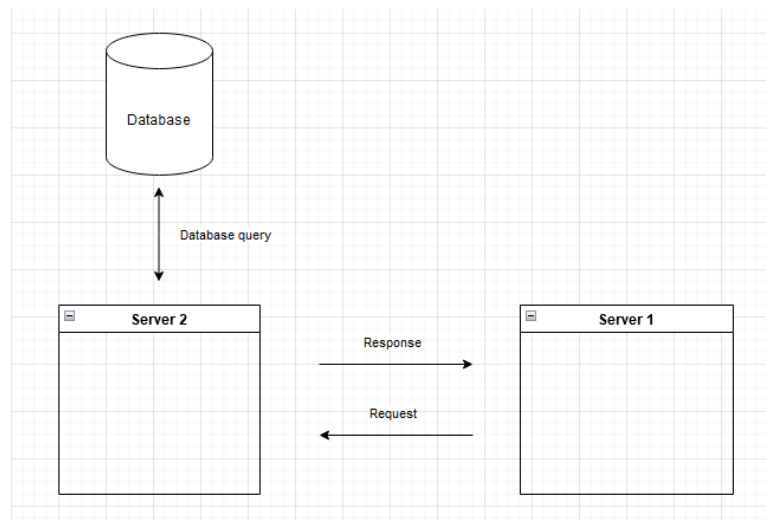 Database
Database query
Server 2
Server 1
Response
Request